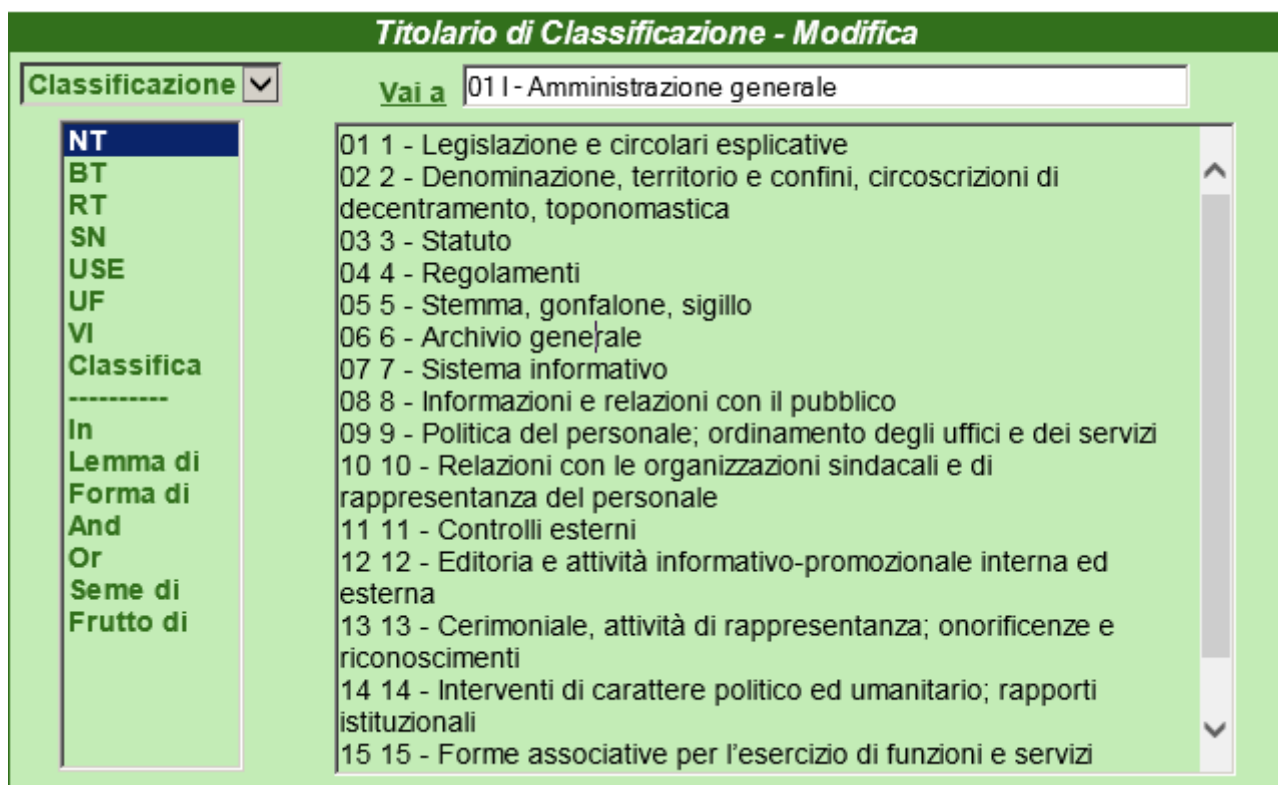 Titolario di Classificazione - Modifica
Classificazione
Vai a
01 I - Amministrazione generale
NT
BT
RT
SN
USE
UF
VI
Classifica
----------
In
Lemma di
Forma di
And
Or
Seme di
Frutto di
01 1 - Legislazione e circolari esplicative
02 2 - Denominazione, territorio e confini, circoscrizioni di
decentramento, toponomastica
03 3 - Statuto
04 4 - Regolamenti
05 5 - Stemma, gonfalone, sigillo
06 6 - Archivio generale
07 7 - Sistema informativo
08 8 - Informazioni e relazioni con il pubblico
09 9 - Politica del personale; ordinamento degli uffici e dei servizi
10 10 - Relazioni con le organizzazioni sindacali e di
rappresentanza del personale
11 11 - Controlli esterni
12 12 - Editoria e attività informativo-promozionale interna ed
esterna
13 13 - Cerimoniale, attività di rappresentanza; onorificenze e
riconoscimenti
14 14 - Interventi di carattere politico ed umanitario; rapporti
istituzionali
15 15 - Forme associative per l’esercizio di funzioni e servizi